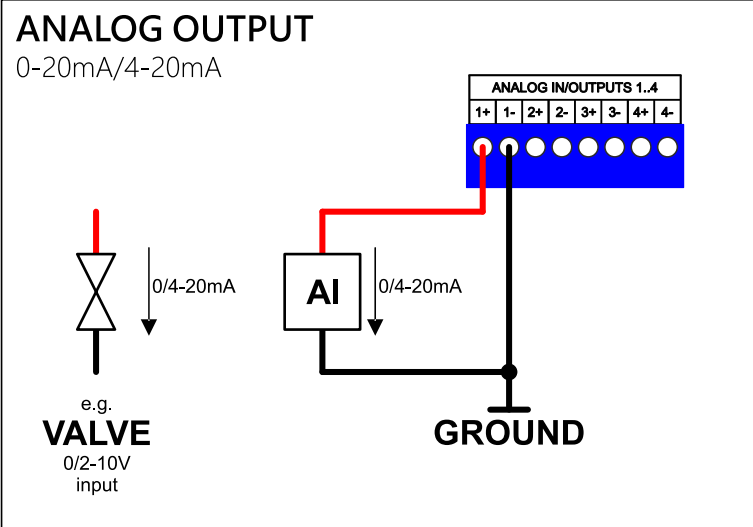 ANALOG OUTPUT
0-20mA/4-20mA
ANALOG IN/OUTPUTS 1..4
1+ 1- 2+ 2- 3+ 3- 4+ 4-
0/4-20mA
AI
0/4-20mA
e.g.
VALVE
0/2-10V
input
GROUND